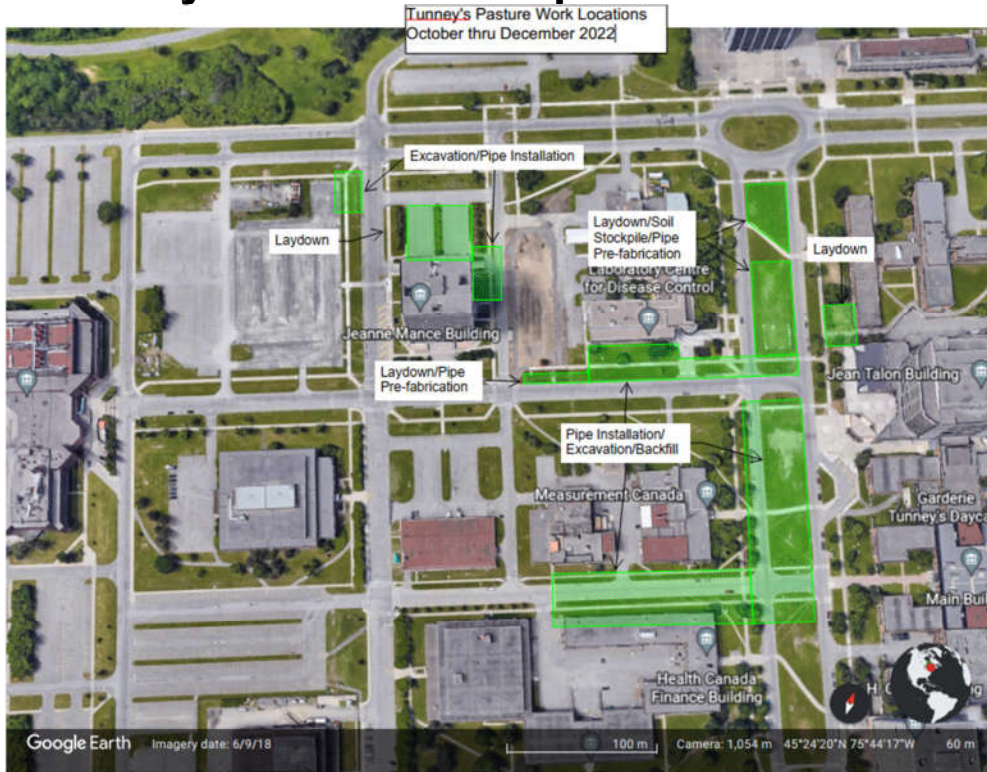 Tunney's Pasture Work Locations
October thru December 2022
Excavation/Pipe Installation
Laydown
Laydown/Soil
Stockpile/Pipe
Pre-fabrication
Laydown
Laboratory Centre
for Disease Control
Jeanne Mance Building
Laydown/Pipe
Pre-fabrication
Jean Talon Building
Pipe Installation/
Excavation/Backfill
Measurement Canada
Garderie
Tunney's Dayca
Main Buil
Health Canada
Finance Building
Google Earth
Imagery date: 6/9/18
100 m
Camera: 1,054 m
45°24'20"N 75°44'17"W
60 m